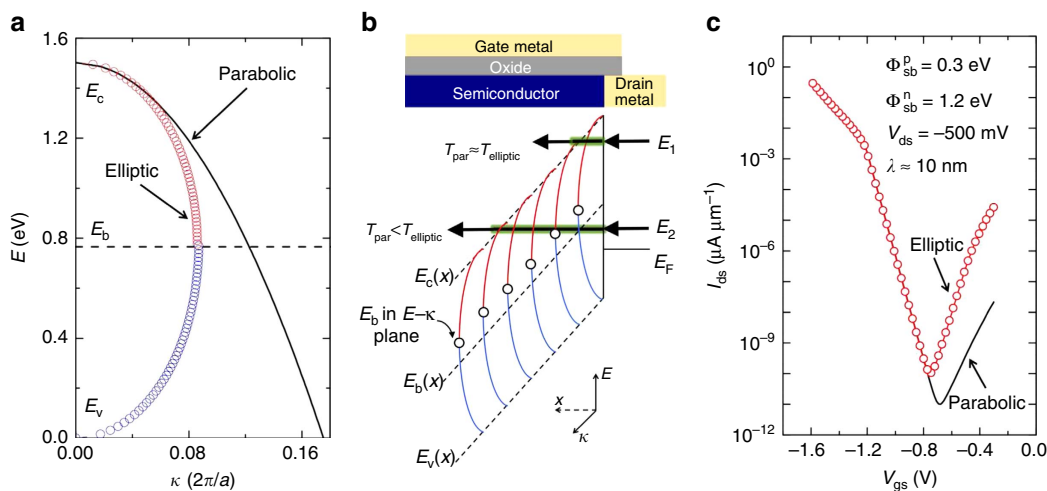 a
1.6
1.2
0.8
0.4
0.0
E (eV)
0.00
0.08
0.16
κ (2π/a)
E_c
Parabolic
Elliptic
E_b
E_v
b
Gate metal
Oxide
Semiconductor
Drain
metal
T_par≈T_elliptic
E_1
T_par<T_elliptic
E_2
E_F
E_c(x)
E_b in E–κ
plane
E_b(x)
E_v(x)
E
x
κ
c
10^0
10^−3
10^−6
10^−9
10^−12
I_ds (μA μm^−1)
Φ_sb^p = 0.3 eV
Φ_sb^n = 1.2 eV
V_ds = −500 mV
λ ≈ 10 nm
Elliptic
Parabolic
−1.6
−1.2
−0.8
−0.4
0.0
V_gs (V)